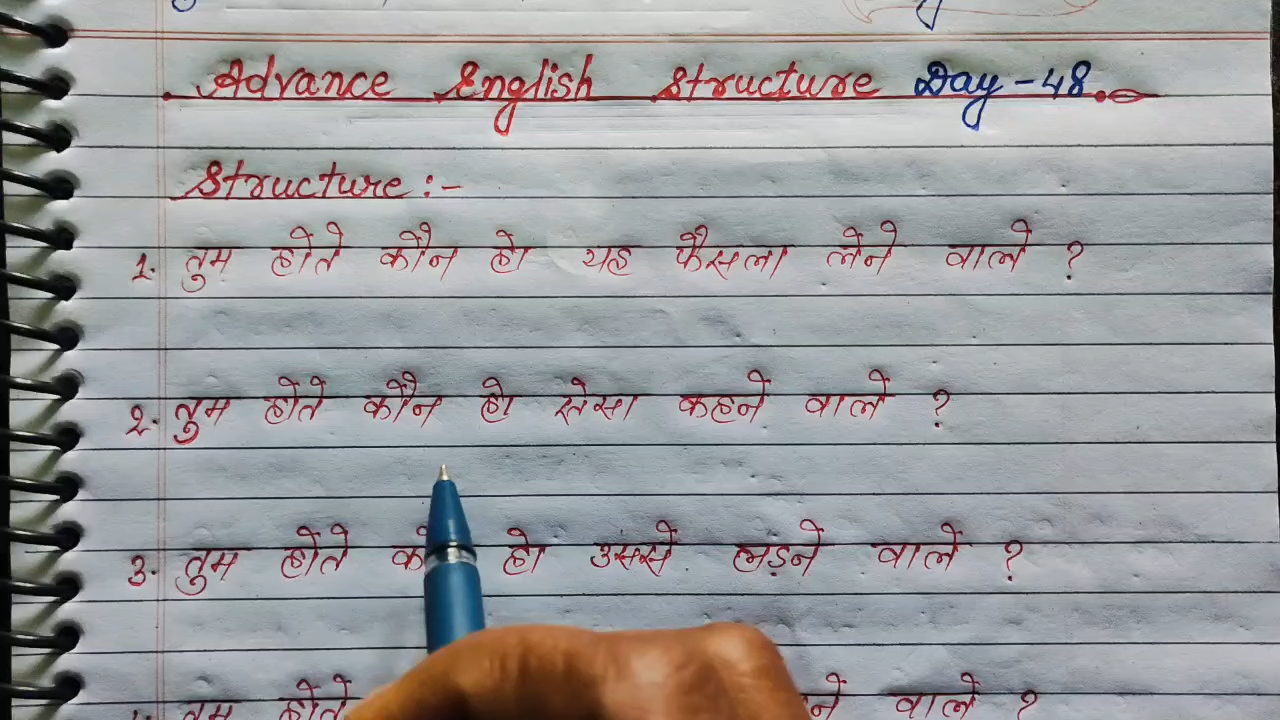 Advance English Structure Day-48
Structure :-
1. तुम होते कौन हो यह फैसला लेने वाले ?
2. तुम होते कौन हो ऐसा कहने वाले ?
3. तुम होते हो उससे लड़ने वाले ?
तुम होते वाले ?